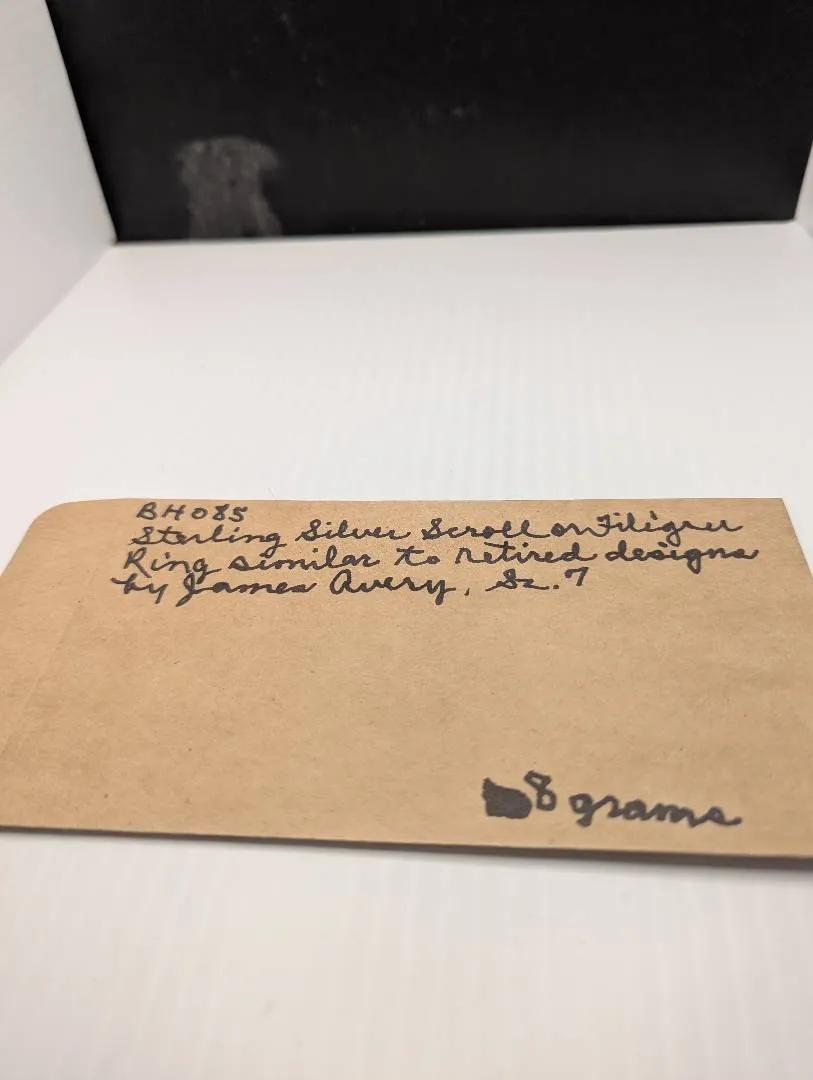 BH085
Sterling Silver Scroll or Filigree
Ring similar to retired designs
by James Avery, Sz. 7
8 grams